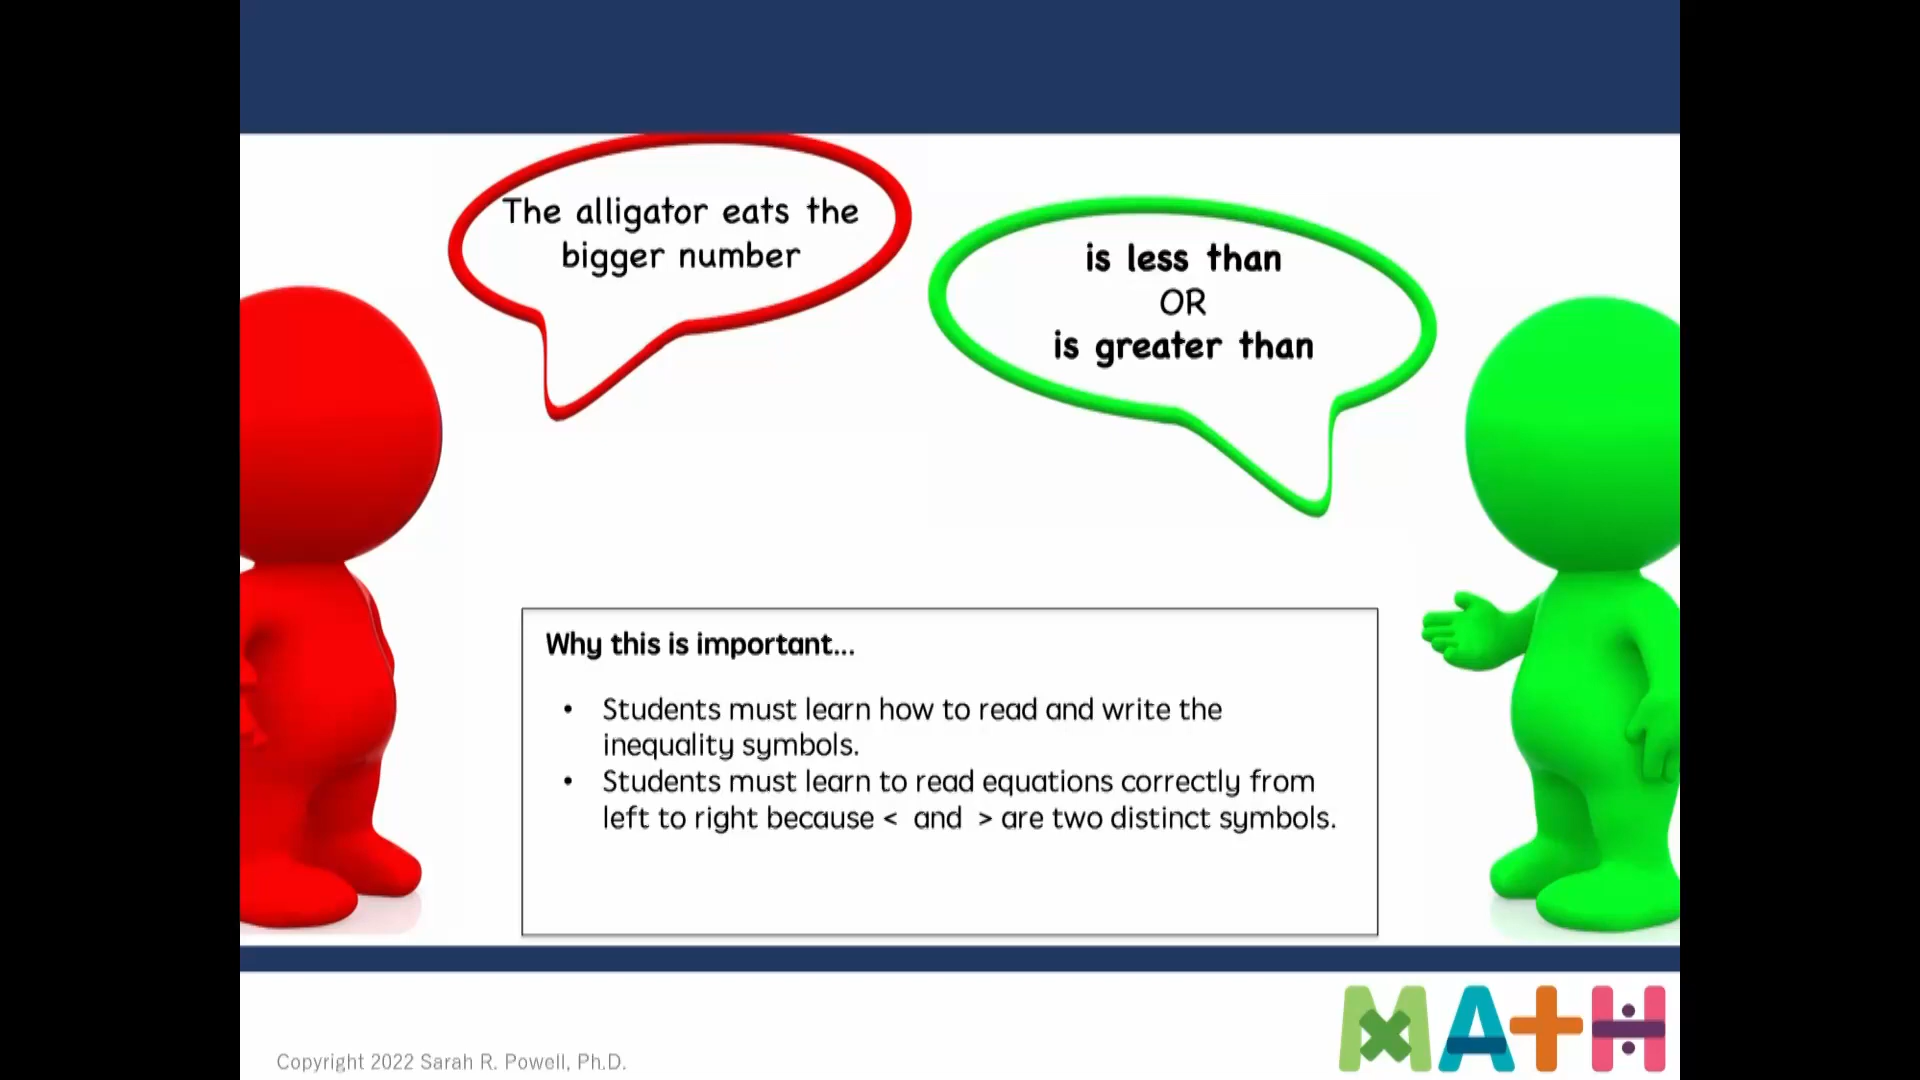 The alligator eats the
bigger number
is less than
OR
is greater than
Why this is important...
• Students must learn how to read and write the
inequality symbols.
• Students must learn to read equations correctly from
left to right because < and > are two distinct symbols.
Copyright 2022 Sarah R. Powell, Ph.D.
MATH